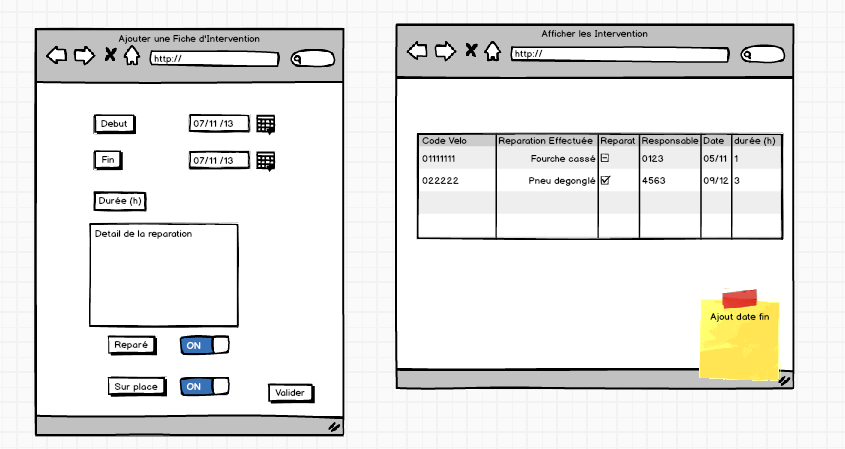 Ajouter une Fiche d'Intervention
http://
Debut 07/11/13
Fin 07/11/13
Durée (h)
Detail de la reparation
Reparé ON
Sur place ON
Valider
Afficher les Intervention
http://
Code Velo Reparation Effectuée Reparat Responsable Date durée (h)
01111111 Fourche cassé 0123 05/11 1
022222 Pneu degonglé 4563 09/12 3
Ajout date fin